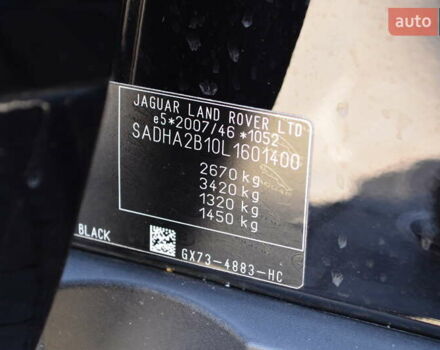 auto
JAGUAR LAND ROVER LTD
e5*2007/46 *1052
SADHA2B10L1601400
2670 kg
3420 kg
1320 kg
1450 kg
BLACK
GX73-4883-HC